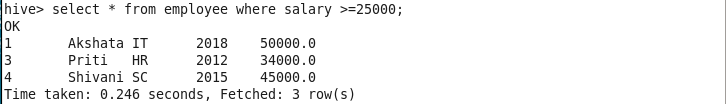 hive> select * from employee where salary >=25000;
OK
1 Akshata IT 2018 50000.0
3 Priti HR 2012 34000.0
4 Shivani SC 2015 45000.0
Time taken: 0.246 seconds, Fetched: 3 row(s)